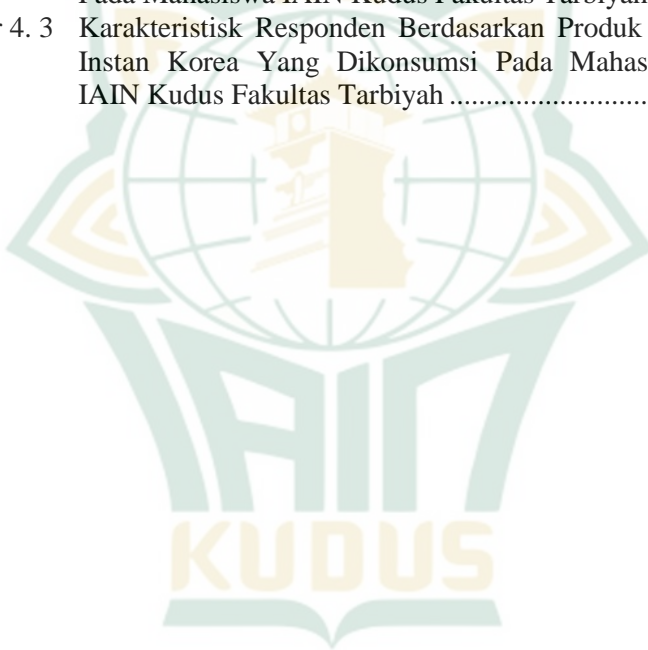 Pada Mahasiswa IAIN Kudus Fakultas Tarbiyah
r 4. 3 Karakteristisk Responden Berdasarkan Produk
Instan Korea Yang Dikonsumsi Pada Mahas
IAIN Kudus Fakultas Tarbiyah ..........................
IAIN
KUDUS